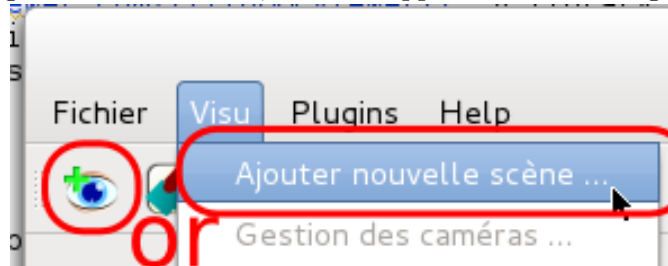 Fichier Visu Plugins Help
Ajouter nouvelle scène ...
or
Gestion des caméras ...